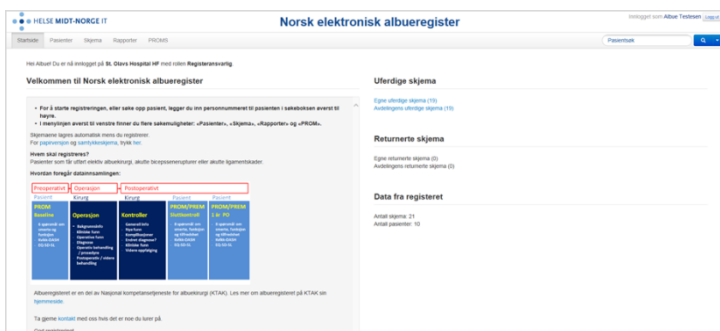 HELSE MIDT-NORGE IT
Norsk elektronisk albueregister
Innlogget som Albue Testesen
Startside Pasienter Skjema Rapporter PROMS
Pasientsøk
Hei Albue! Du er nå innlogget på St. Olavs Hospital HF med rollen Registeransvarlig.
Velkommen til Norsk elektronisk albueregister
• For å starte registreringen, eller søke opp pasient, legger du inn personnummeret til pasienten i søkeboksen øverst til
høyre.
• I menylinjen øverst til venstre finner du flere søkemuligheter: «Pasienter», «Skjema», «Rapporter» og «PROM».
Skjemaene lagres automatisk mens du registrerer.
For papirversjon og samtykkeskjema, trykk her.
Hvem skal registreres?
Pasienter som får utført elektiv albuekirurgi, akutte bicepssenerupturer eller akutte ligamentskader.
Hvordan foregår datainnsamlingen:
Preoperativt Operasjon Postoperativt
Pasient Kirurg Kirurg Pasient Pasient
PROM
Baseline
Operasjon
Kontroller
PROM/PREM
Sluttkontroll
PROM/PREM
1 år PO
Albueregisteret er en del av Nasjonal kompetansetjeneste for albuekirurgi (KTAK). Les mer om albueregisteret på KTAK sin
hjemmeside.
Ta gjerne kontakt med oss hvis det er noe du lurer på.
Uferdige skjema
Egne uferdige skjema (15)
Avdelingens uferdige skjema (15)
Returnerte skjema
Egne returnerte skjema (0)
Avdelingens returnerte skjema (0)
Data fra registeret
Antall skjema: 21
Antall pasienter: 10